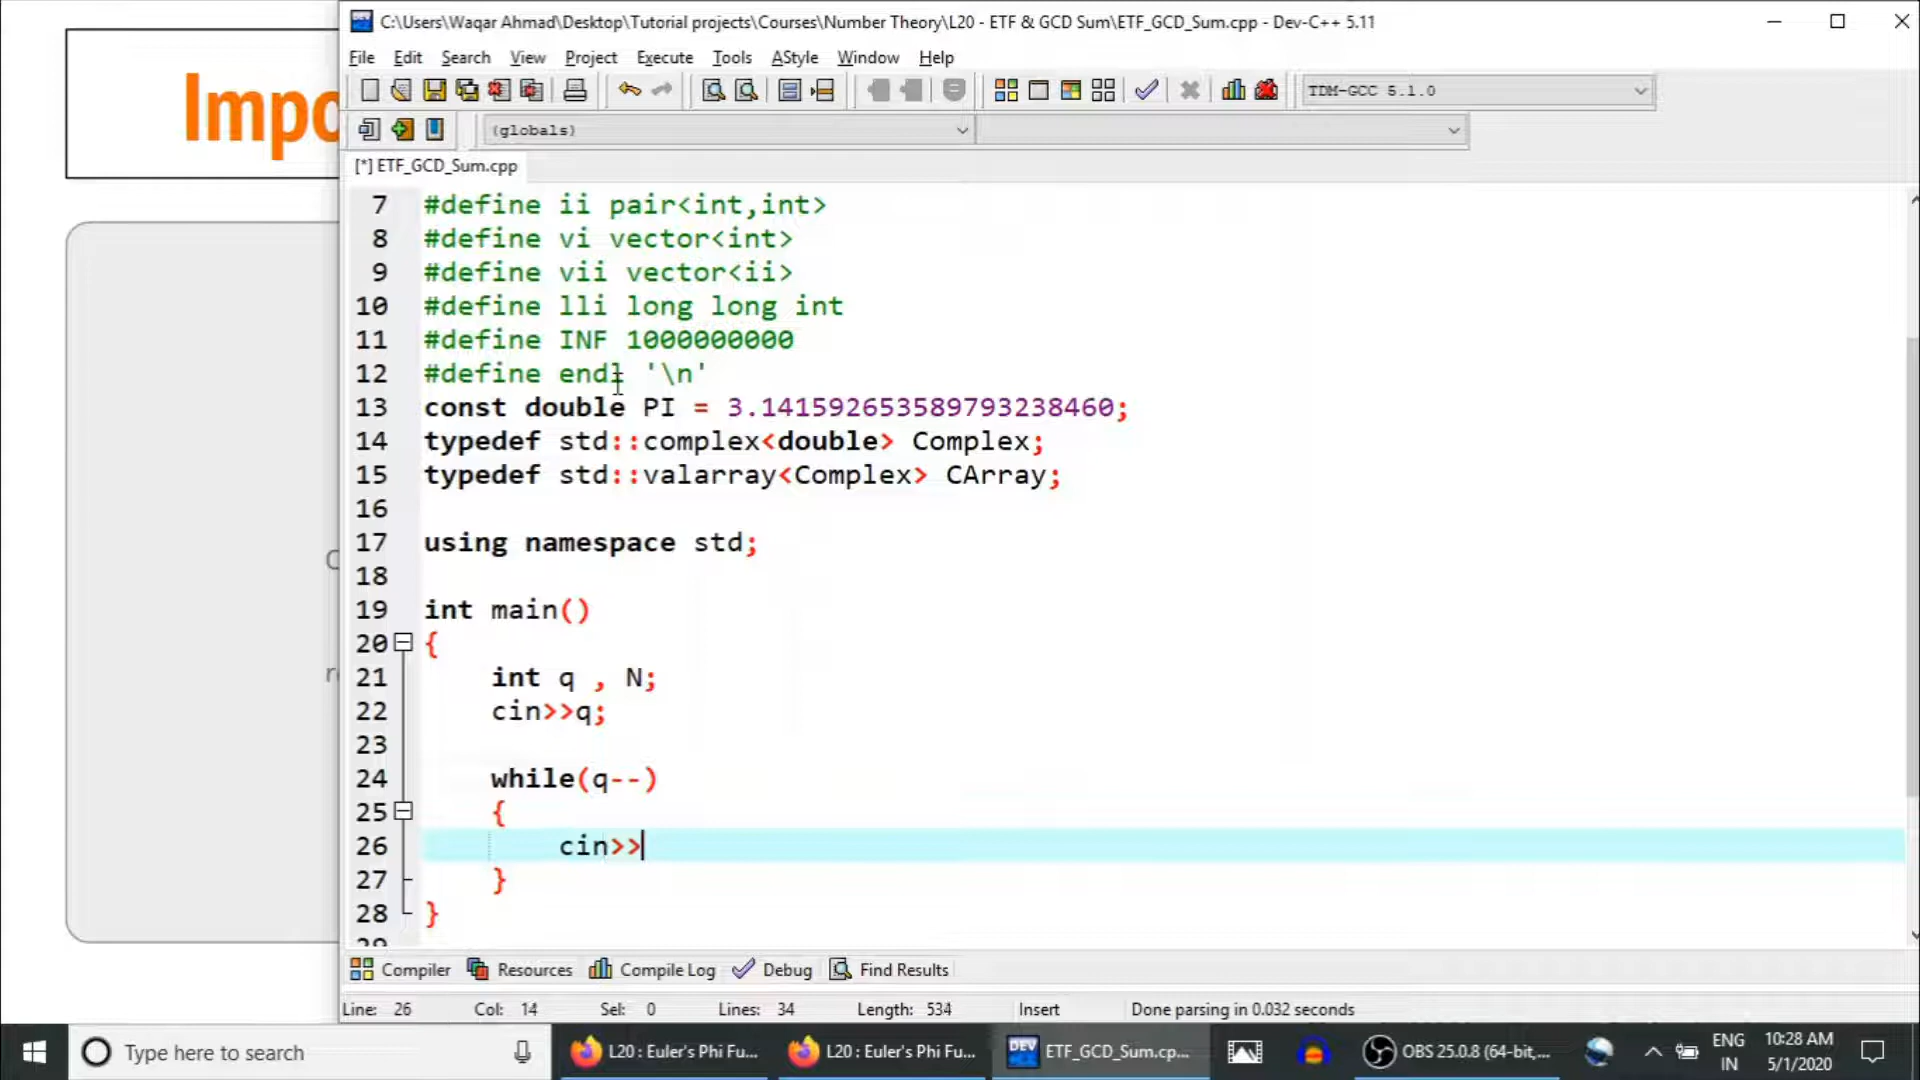 C:\Users\Waqar Ahmad\Desktop\Tutorial projects\Courses\Number Theory\L20 - ETF & GCD Sum\ETF_GCD_Sum.cpp - Dev-C++ 5.11
File Edit Search View Project Execute Tools AStyle Window Help
Impo
TDM-GCC 5.1.0
(globals)
[*] ETF_GCD_Sum.cpp
7 #define ii pair<int,int>
8 #define vi vector<int>
9 #define vii vector<ii>
10 #define lli long long int
11 #define INF 1000000000
12 #define endl '\n'
13 const double PI = 3.141592653589793238460;
14 typedef std::complex<double> Complex;
15 typedef std::valarray<Complex> CArray;
16
17 using namespace std;
18
19 int main()
20 {
21 int q , N;
22 cin>>q;
23
24 while(q--)
25 {
26 cin>>
27 }
28 }
29
Compiler Resources Compile Log Debug Find Results
Line: 26 Col: 14 Sel: 0 Lines: 34 Length: 534 Insert Done parsing in 0.032 seconds
Type here to search
L20 : Euler's Phi Fu...
L20 : Euler's Phi Fu...
DEV
ETF_GCD_Sum.cp...
OBS 25.0.8 (64-bit,...
ENG
IN
10:28 AM
5/1/2020